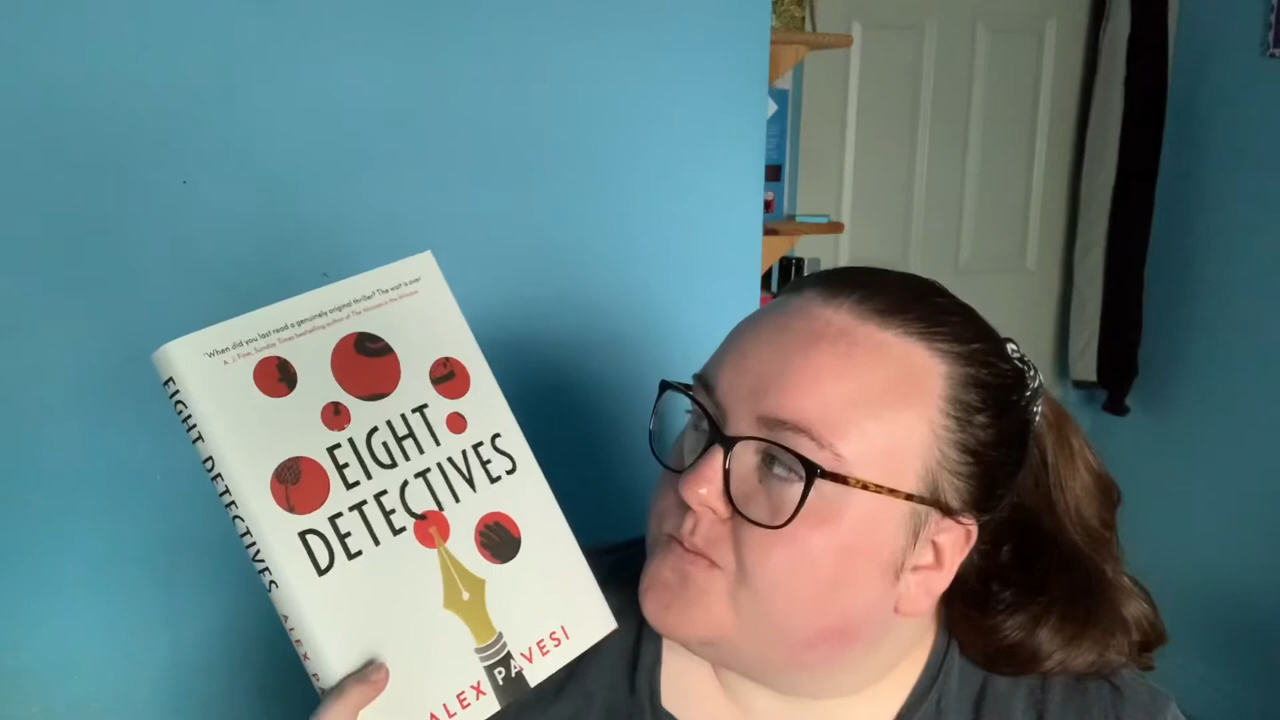 'When did you last read a genuinely original thriller? The wait is over'
A. J. Finn, Sunday Times bestselling author of The Woman in the Window
EIGHT
DETECTIVES
ALEX PAVESI
EIGHT DETECTIVES ALEX P